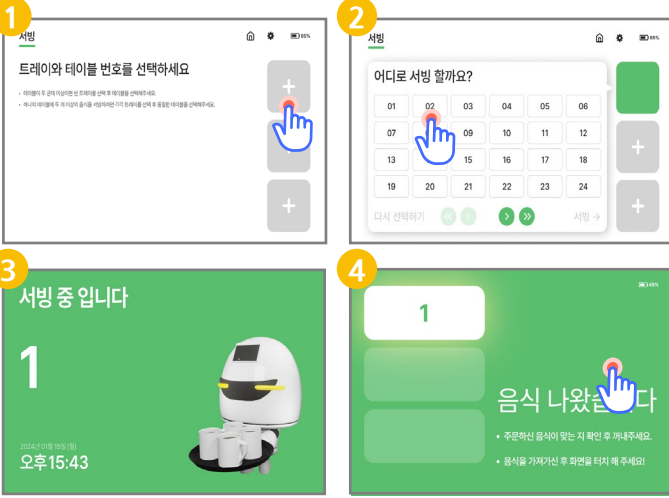 1
서빙
85%
트레이와 테이블 번호를 선택하세요
+
+
2
서빙
85%
어디로 서빙 할까요?
01 02 03 04 05 06
07 09 10 11 12
13 15 16 17 18
19 20 21 22 23 24
다시 선택하기
서빙 →
+
+
3
서빙 중 입니다
1
2024년 01월 15일 (월)
오후15:43
4
45%
1
음식 나왔습니다
• 주문하신 음식이 맞는 지 확인 후 꺼내주세요.
• 음식을 가져가신 후 화면을 터치 해 주세요!